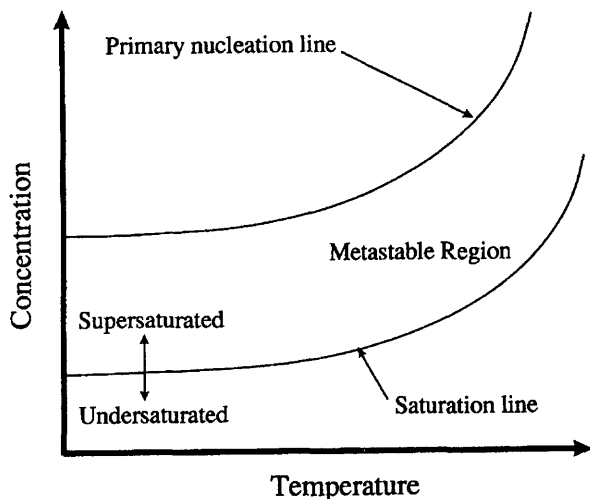 Primary nucleation line
Concentration
Metastable Region
Supersaturated
Undersaturated
Saturation line
Temperature